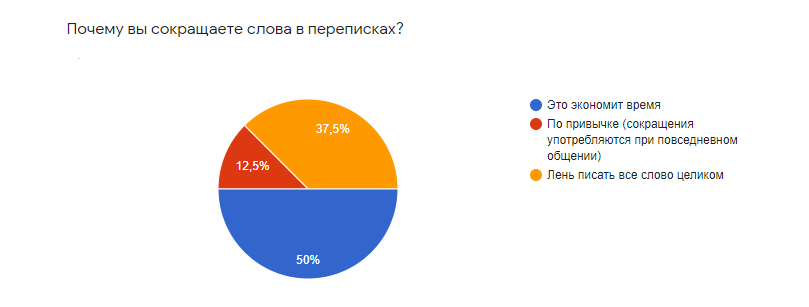 Почему вы сокращаете слова в переписках?
37,5%
12,5%
50%
Это экономит время
По привычке (сокращения
употребляются при повседневном
общении)
Лень писать все слово целиком